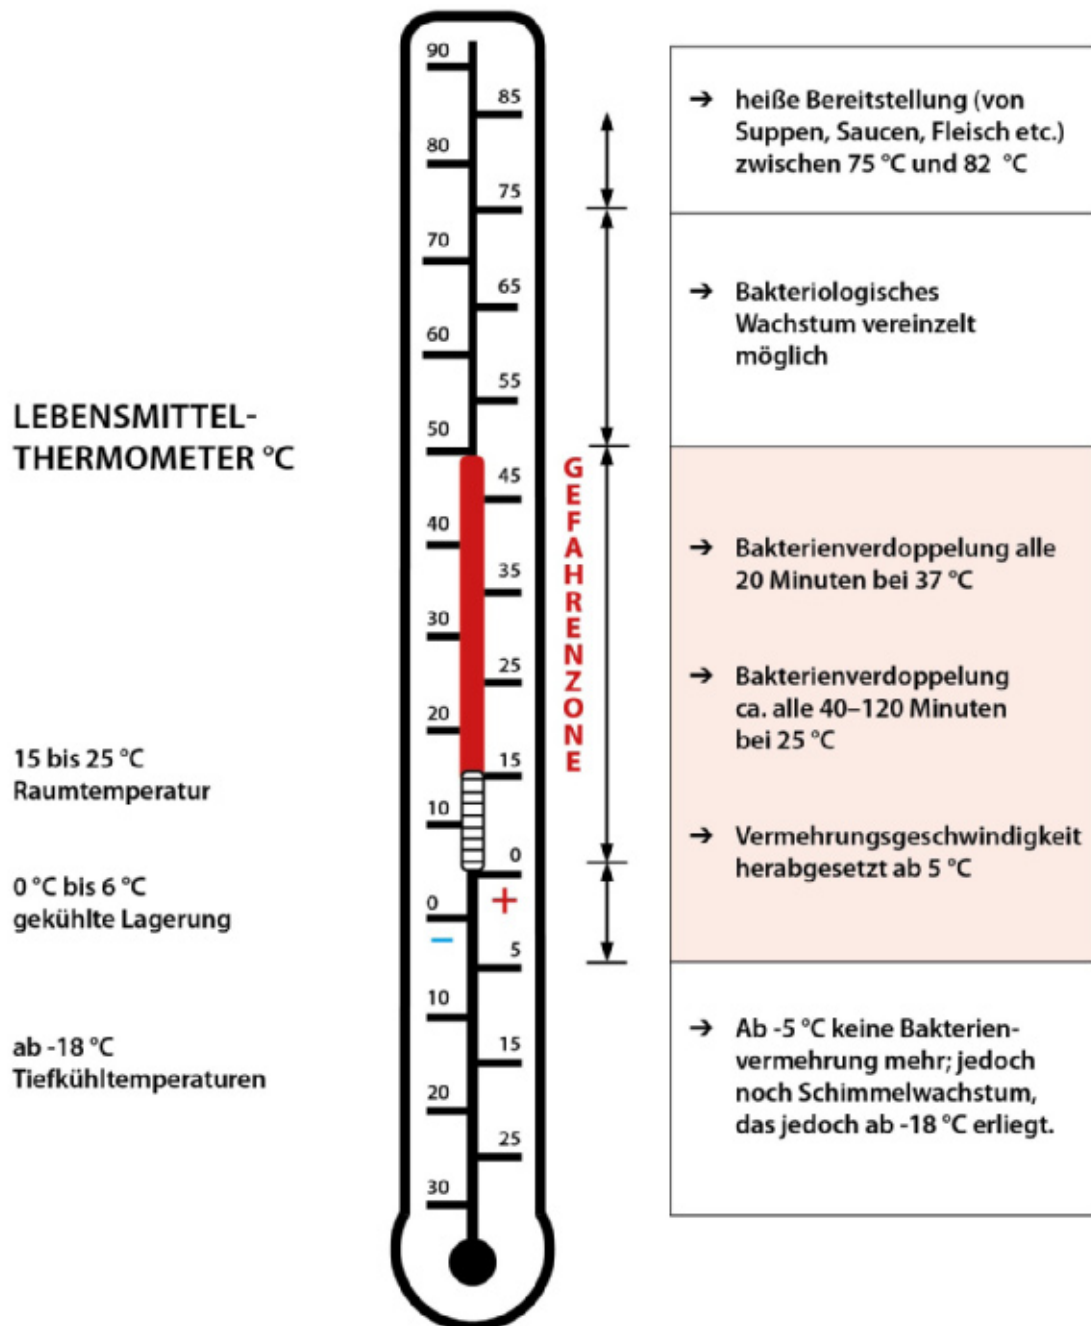 LEBENSMITTEL-
THERMOMETER °C
15 bis 25 °C
Raumtemperatur
0 °C bis 6 °C
gekühlte Lagerung
ab -18 °C
Tiefkühltemperaturen
90
85
80
75
70
65
60
55
50
45
40
35
30
25
20
15
10
0
+
0
–
5
10
15
20
25
30
GEFAHRENZONE
➔ heiße Bereitstellung (von
Suppen, Saucen, Fleisch etc.)
zwischen 75 °C und 82 °C
➔ Bakteriologisches
Wachstum vereinzelt
möglich
➔ Bakterienverdoppelung alle
20 Minuten bei 37 °C
➔ Bakterienverdoppelung
ca. alle 40–120 Minuten
bei 25 °C
➔ Vermehrungsgeschwindigkeit
herabgesetzt ab 5 °C
➔ Ab -5 °C keine Bakterien-
vermehrung mehr; jedoch
noch Schimmelwachstum,
das jedoch ab -18 °C erliegt.